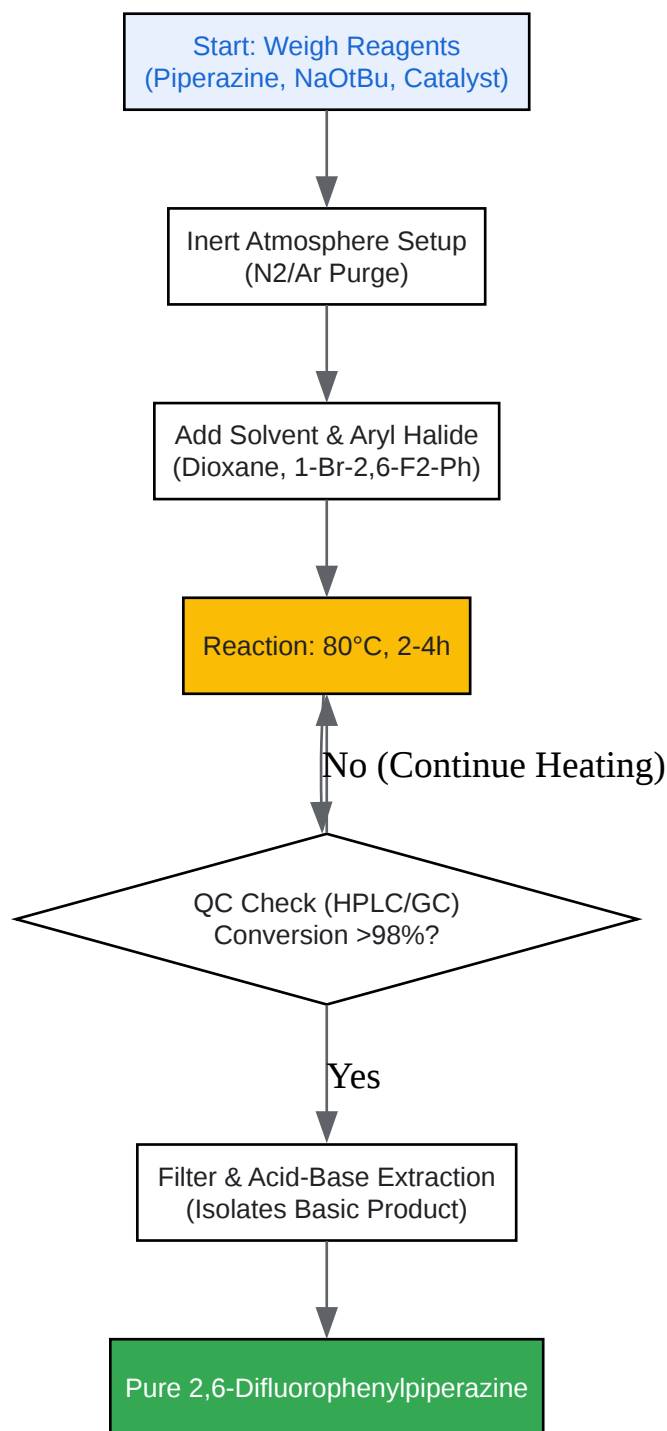 Start: Weigh Reagents
(Piperazine, NaOtBu, Catalyst)
Inert Atmosphere Setup
(N2/Ar Purge)
Add Solvent & Aryl Halide
(Dioxane, 1-Br-2,6-F2-Ph)
Reaction: 80°C, 2-4h
No (Continue Heating)
QC Check (HPLC/GC)
Conversion >98%?
Yes
Filter & Acid-Base Extraction
(Isolates Basic Product)
Pure 2,6-Difluorophenylpiperazine